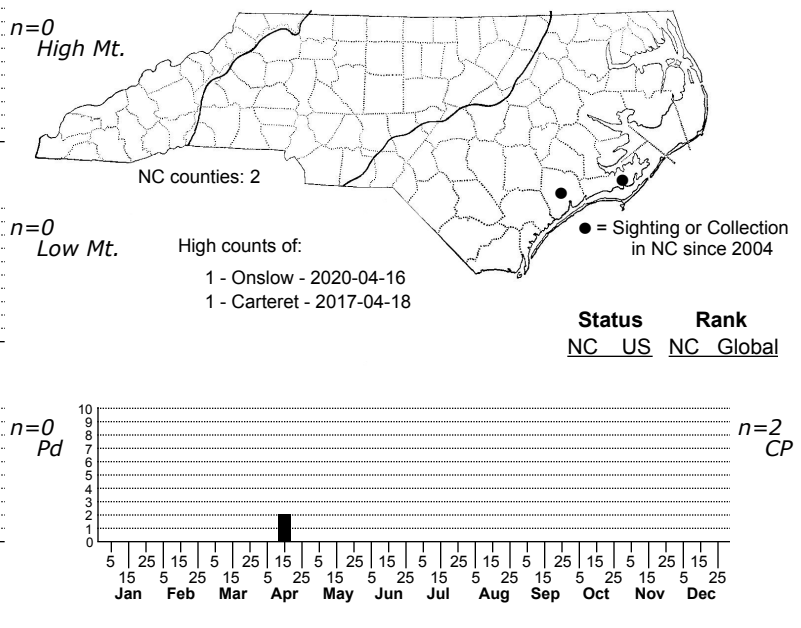 n=0
High Mt.
NC counties: 2
n=0
Low Mt.
High counts of:
1 - Onslow - 2020-04-16
1 - Carteret - 2017-04-18
● = Sighting or Collection
in NC since 2004
Status Rank
NC US NC Global
n=0
Pd
n=2
CP
10
9
8
7
6
5
4
3
2
1
0
5 25 15 5 25 15 5 25 15 5 25 15 5 25 15 5 25 15
15 5 25 15 5 25 15 5 25 15 5 25 15 5 25 15 5 25
Jan Feb Mar Apr May Jun Jul Aug Sep Oct Nov Dec